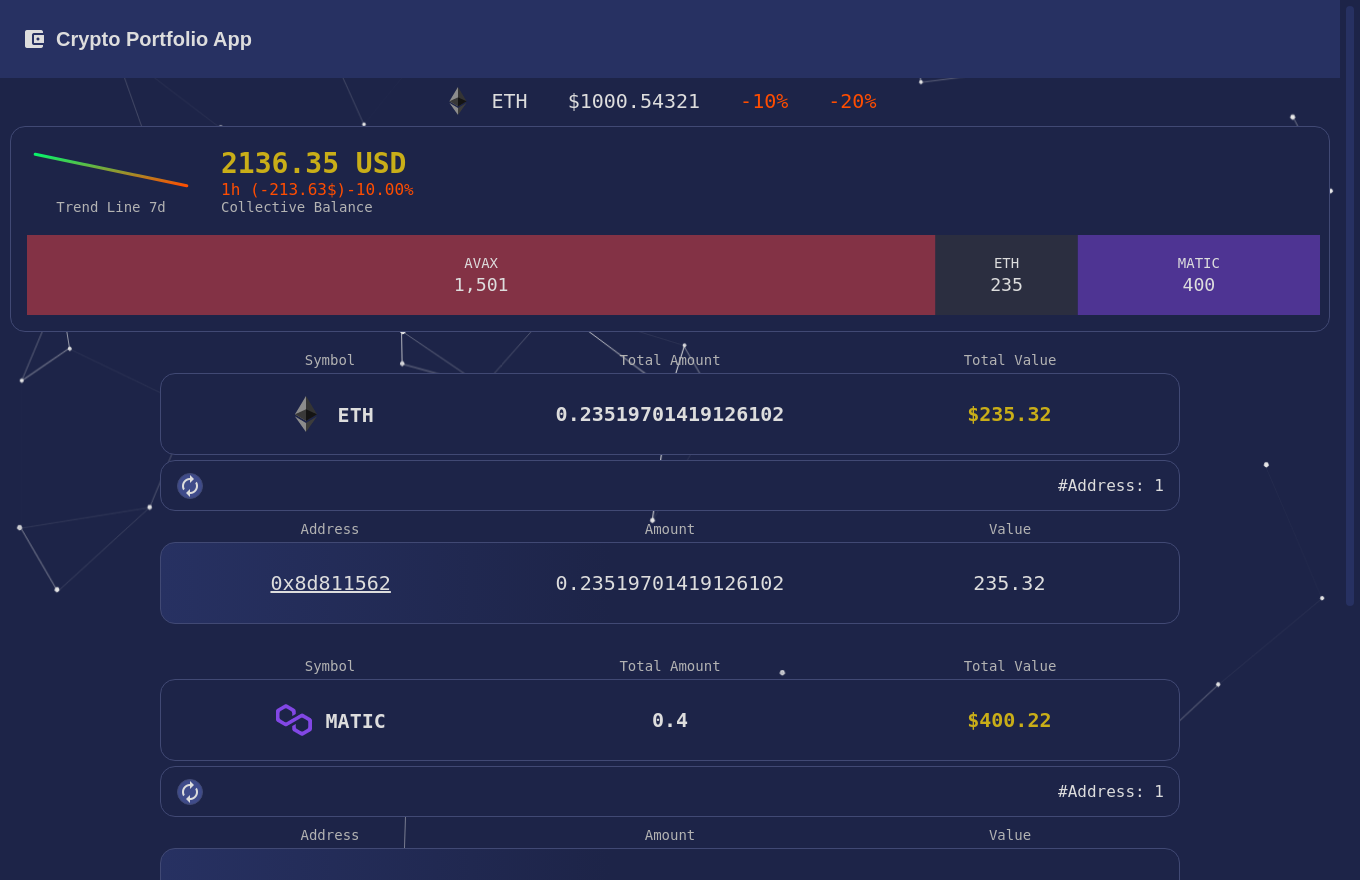 Crypto Portfolio App
ETH $1000.54321 -10% -20%
2136.35 USD
1h (-213.63$)-10.00%
Trend Line 7d
Collective Balance
AVAX
1,501
ETH
235
MATIC
400
Symbol Total Amount Total Value
ETH 0.23519701419126102 $235.32
#Address: 1
Address Amount Value
0x8d811562 0.23519701419126102 235.32
Symbol Total Amount Total Value
MATIC 0.4 $400.22
#Address: 1
Address Amount Value